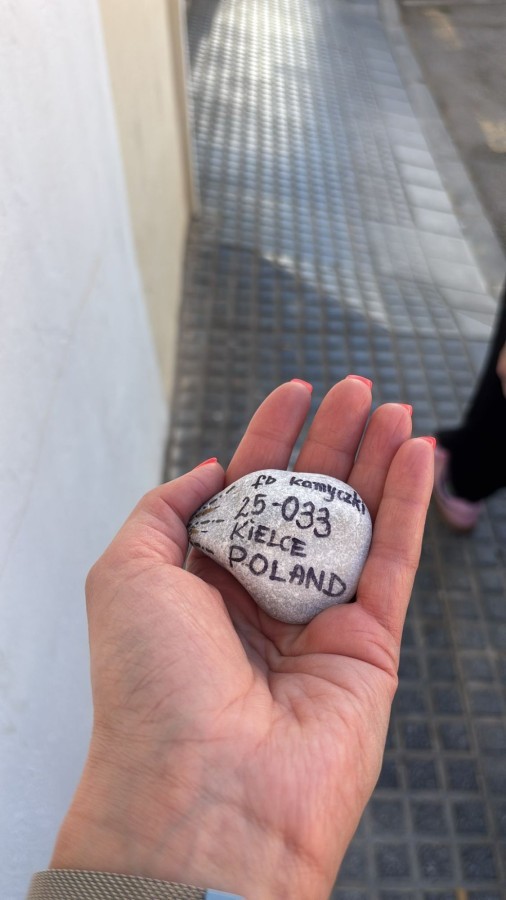 fb kamyczki
25-033
KIELCE
POLAND